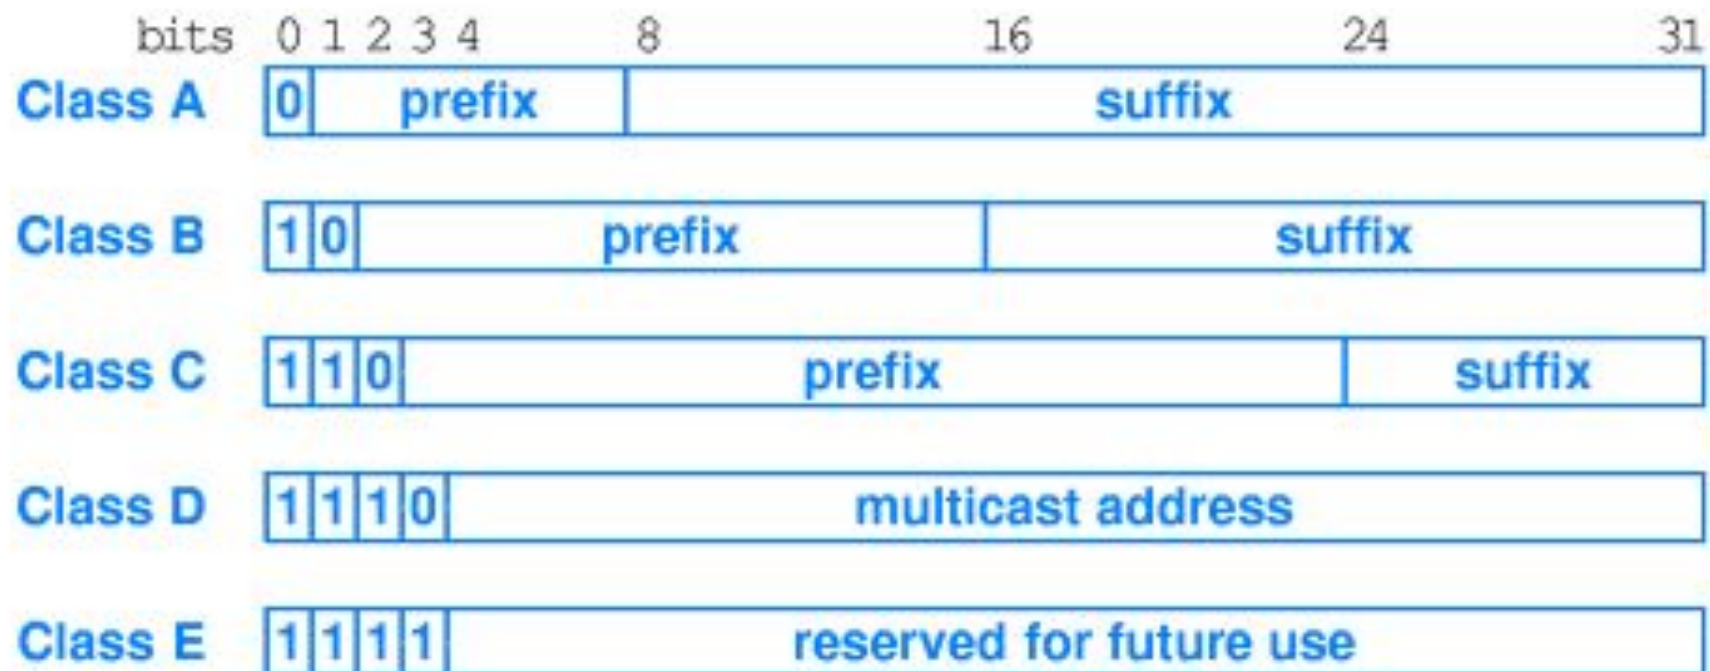 bits 0 1 2 3 4 8 16 24 31
Class A 0 prefix suffix
Class B 1 0 prefix suffix
Class C 1 1 0 prefix suffix
Class D 1 1 1 0 multicast address
Class E 1 1 1 1 reserved for future use